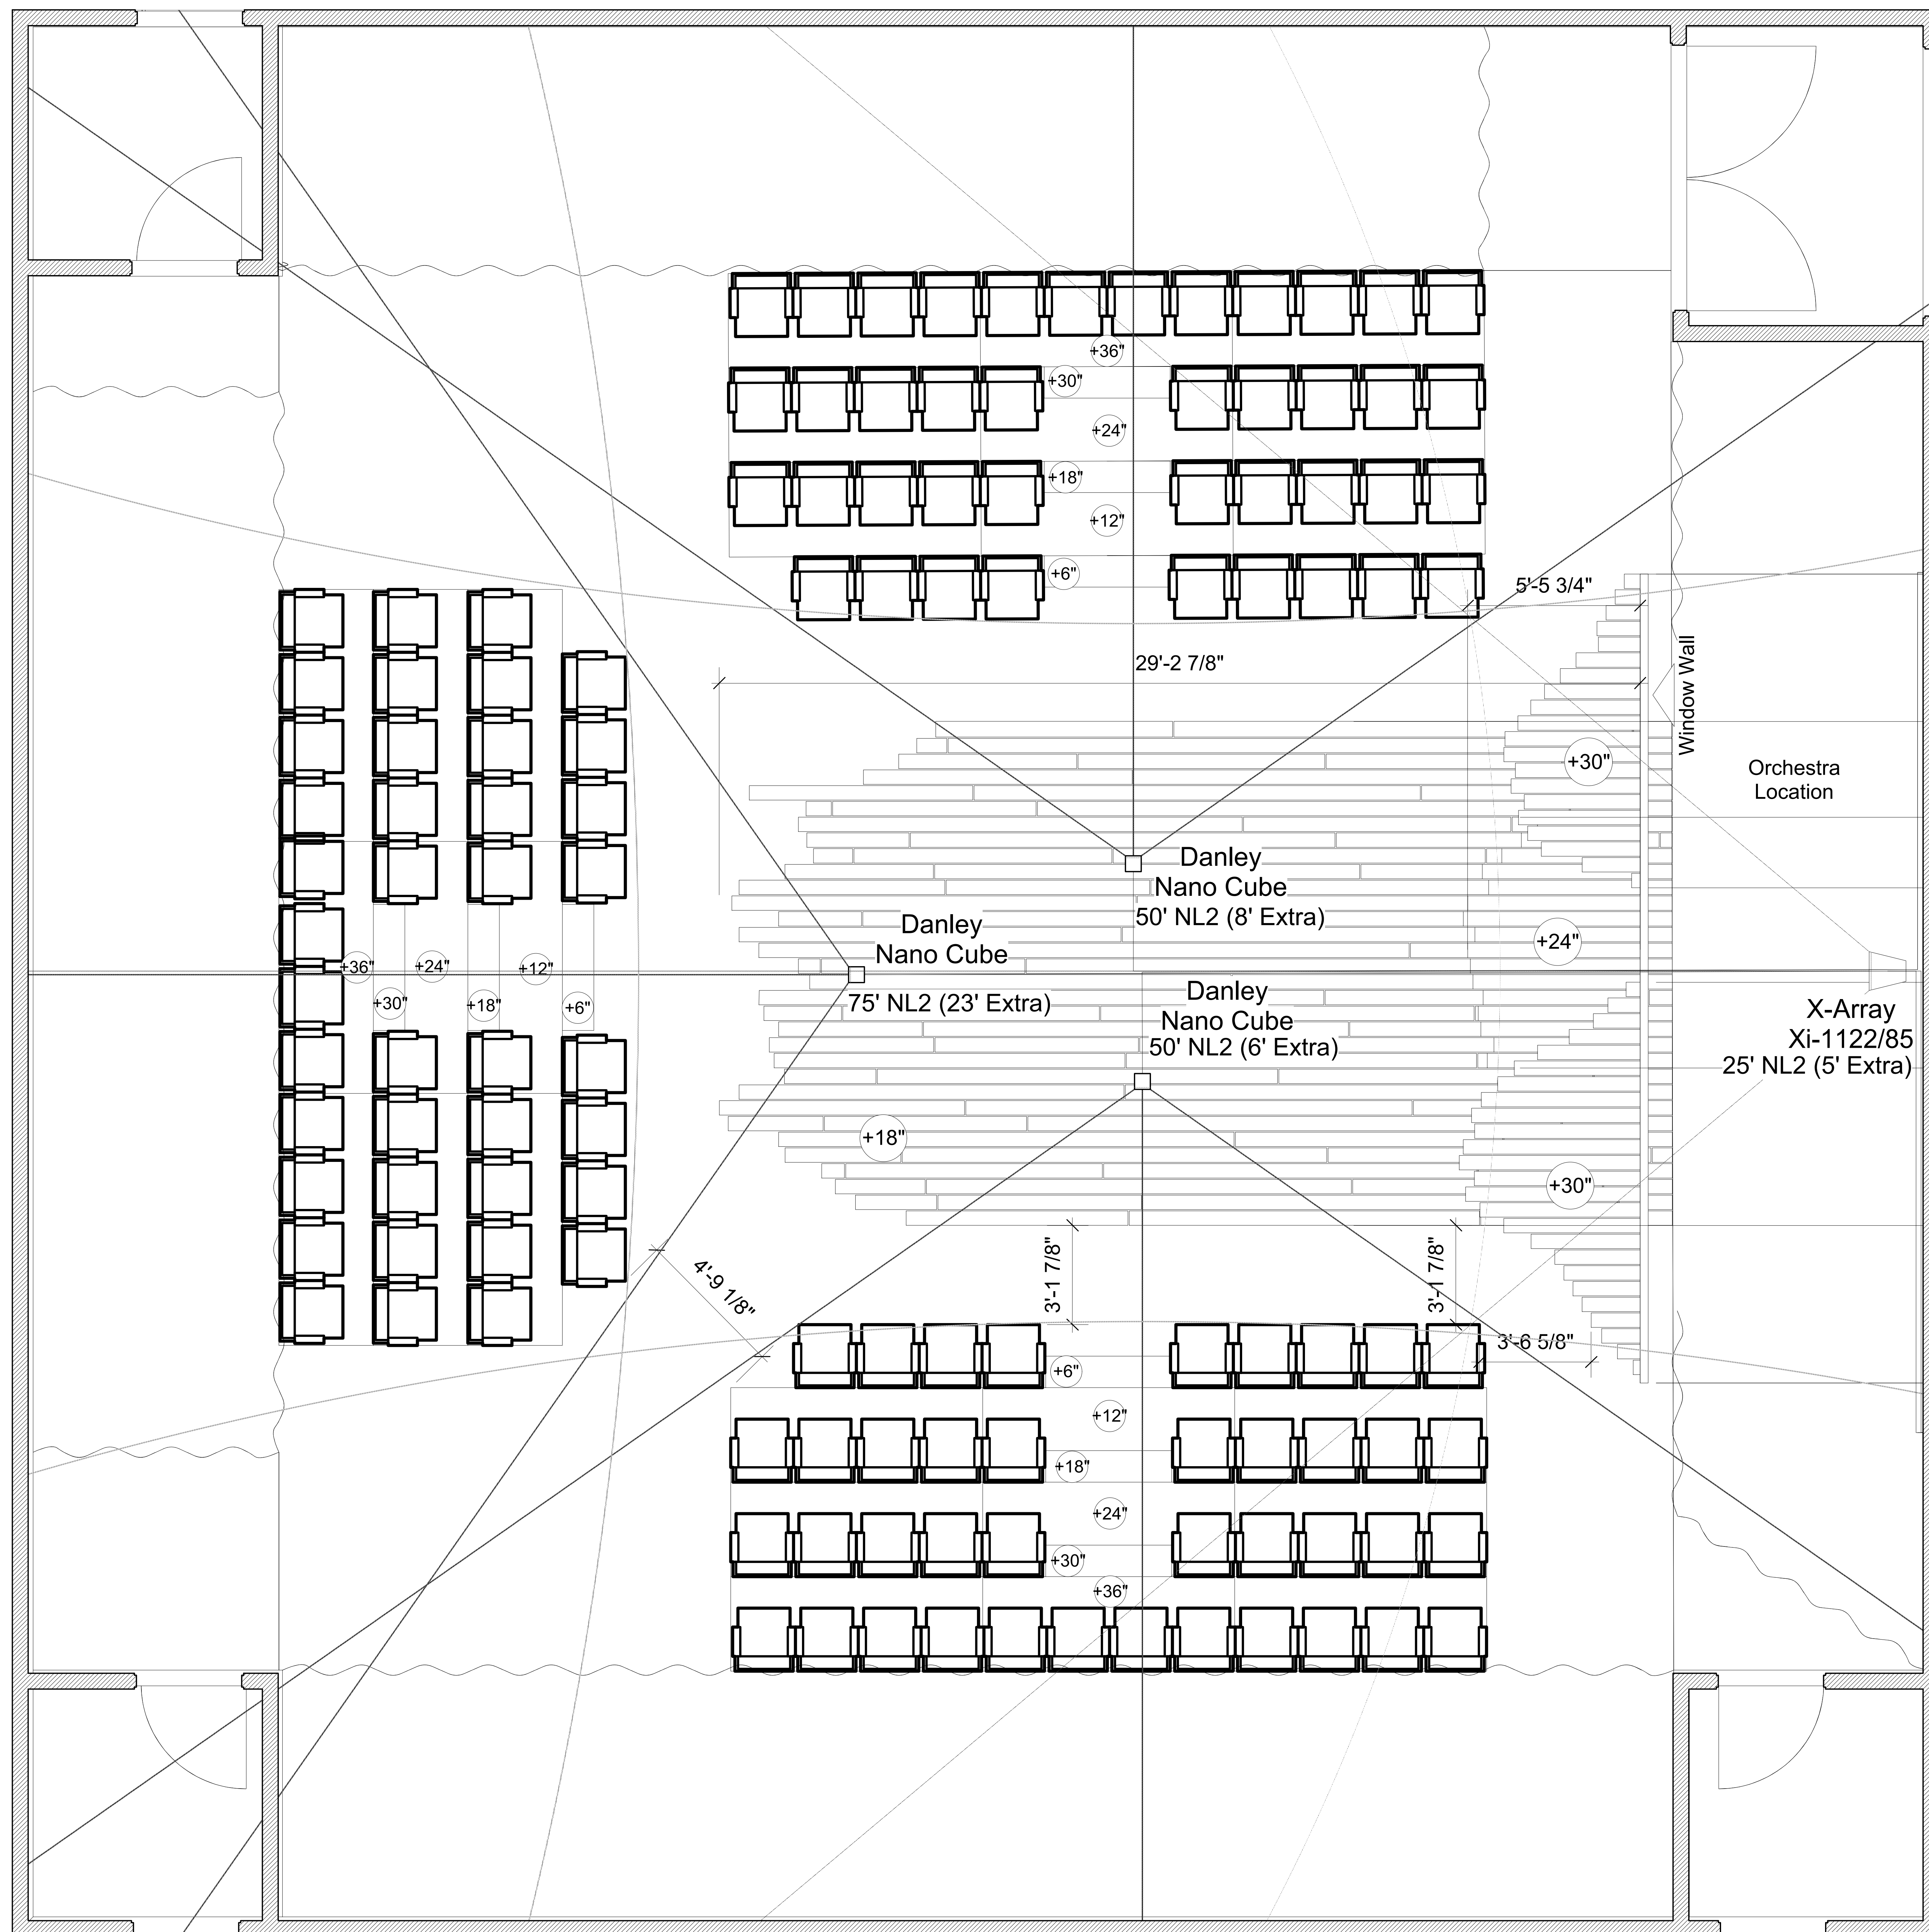 +36"
+30"
+24"
+18"
+12"
+6"
5'-5 3/4"
29'-2 7/8"
Window Wall
+30"
Orchestra
Location
Danley
Nano Cube
50' NL2 (8' Extra)
Danley
Nano Cube
75' NL2 (23' Extra)
+24"
+36"
+24"
+12"
+30"
+18"
+6"
Danley
Nano Cube
50' NL2 (6' Extra)
X-Array
Xi-1122/85
25' NL2 (5' Extra)
+18"
+30"
4'-9 1/8"
3'-1 7/8"
3'-1 7/8"
3'-6 5/8"
+6"
+12"
+18"
+24"
+30"
+36"